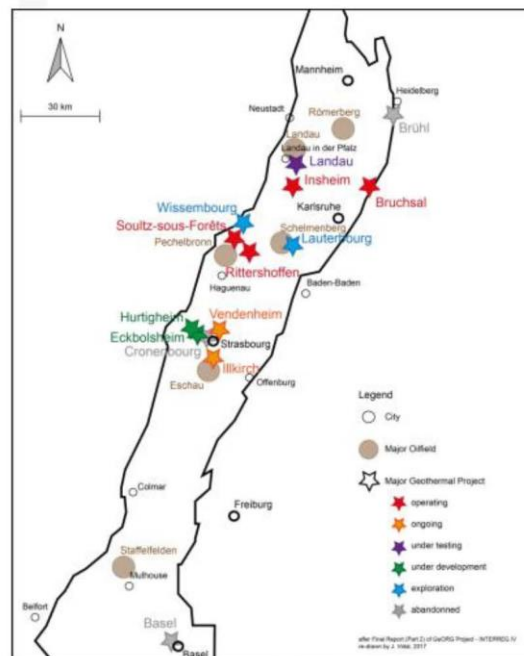 N
30 km
Mannheim
Heidelberg
Neustadt
Römerberg
Brühl
Landau
Landau in der Pfalz
Landau
Insheim
Bruchsal
Wissembourg
Karlsruhe
Soultz-sous-Forêts
Schelmenberg
Pechelbronn
Lauterbourg
Rittershoffen
Haguenau
Baden-Baden
Hurtigheim
Vendenheim
Eckbolsheim
Strasbourg
Cronenbourg
Illkirch
Eschau
Offenburg
Legend
City
Major Oilfield
Major Geothermal Project
operating
ongoing
under testing
under development
exploration
abandonned
Colmar
Freiburg
Staffelfelden
Mulhouse
Belfort
Basel
Basel
after Final Report (Part 2) of GeORG Project - INTERREG IV
re-drawn by J. Vidal, 2017